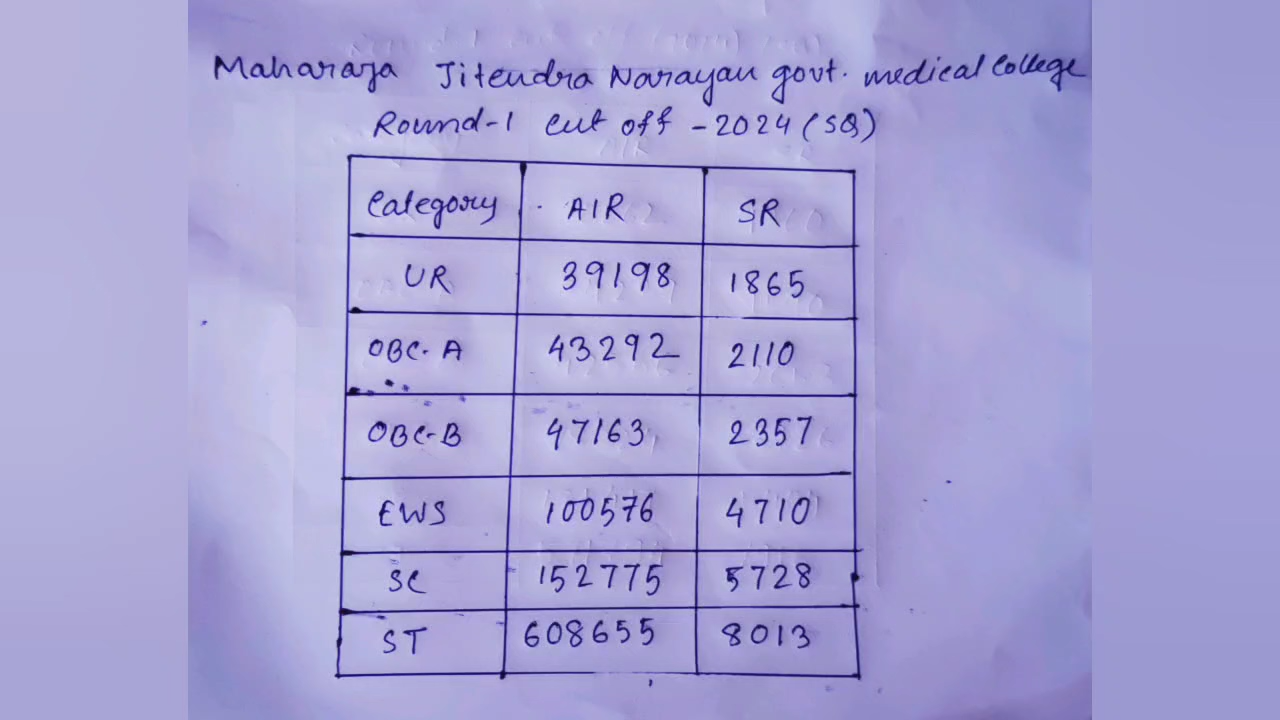 Maharaja Jitendra Narayan govt. medical College
Round-1 cut off - 2024 (SQ)
Category AIR SR
UR 39198 1865
OBC-A 43292 2110
OBC-B 47163 2357
EWS 100576 4710
SC 152775 5728
ST 608655 8013